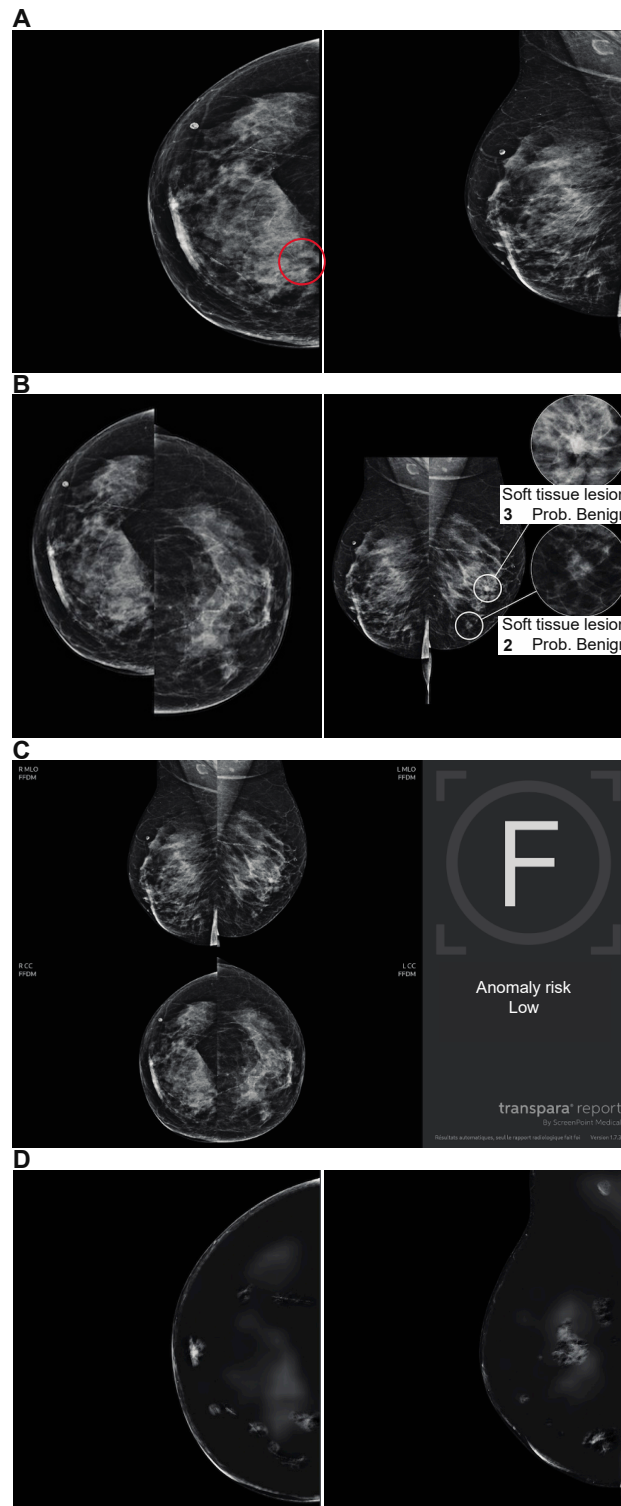 A
B
Soft tissue lesion
3 Prob. Benign
Soft tissue lesion
2 Prob. Benign
C
R MLO
FFDM
L MLO
FFDM
F
R CC
FFDM
L CC
FFDM
Anomaly risk
Low
transpara® report
By ScreenPoint Medical
Résultats automatiques, seul le rapport radiologique fait foi Version 1.7.
D